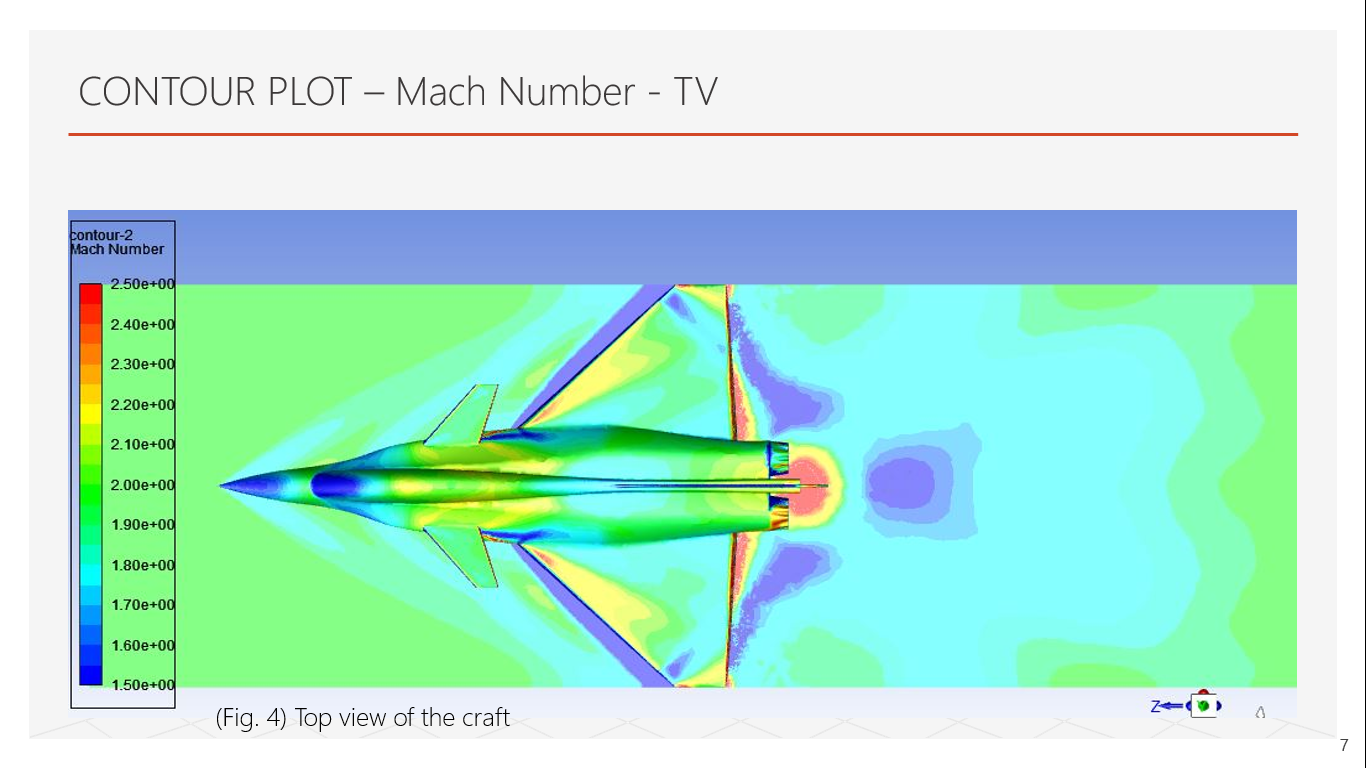 CONTOUR PLOT – Mach Number - TV
contour-2
Mach Number
2.50e+00
2.40e+00
2.30e+00
2.20e+00
2.10e+00
2.00e+00
1.90e+00
1.80e+00
1.70e+00
1.60e+00
1.50e+00
Z
(Fig. 4) Top view of the craft
7